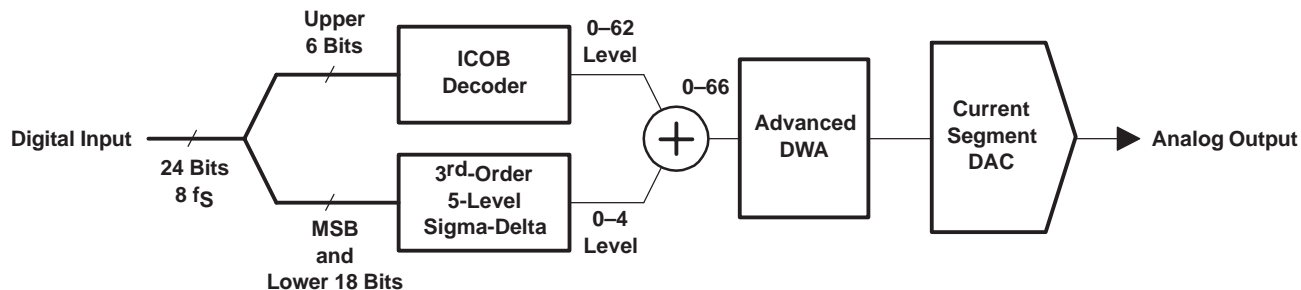 Digital Input
24 Bits
8 fS
Upper
6 Bits
ICOB
Decoder
0–62
Level
MSB
and
Lower 18 Bits
3rd-Order
5-Level
Sigma-Delta
0–4
Level
+
0–66
Advanced
DWA
Current
Segment
DAC
Analog Output